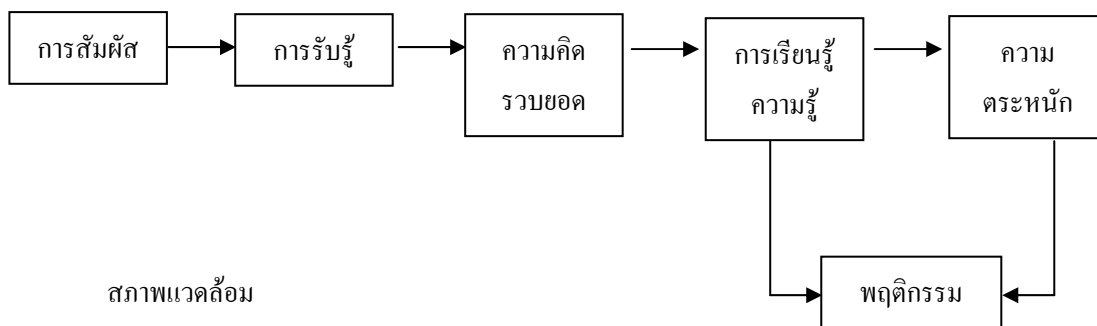 การสัมผัส
การรับรู้
ความคิด
รวบยอด
การเรียนรู้
ความรู้
ความ
ตระหนัก
สภาพแวดล้อม
พฤติกรรม